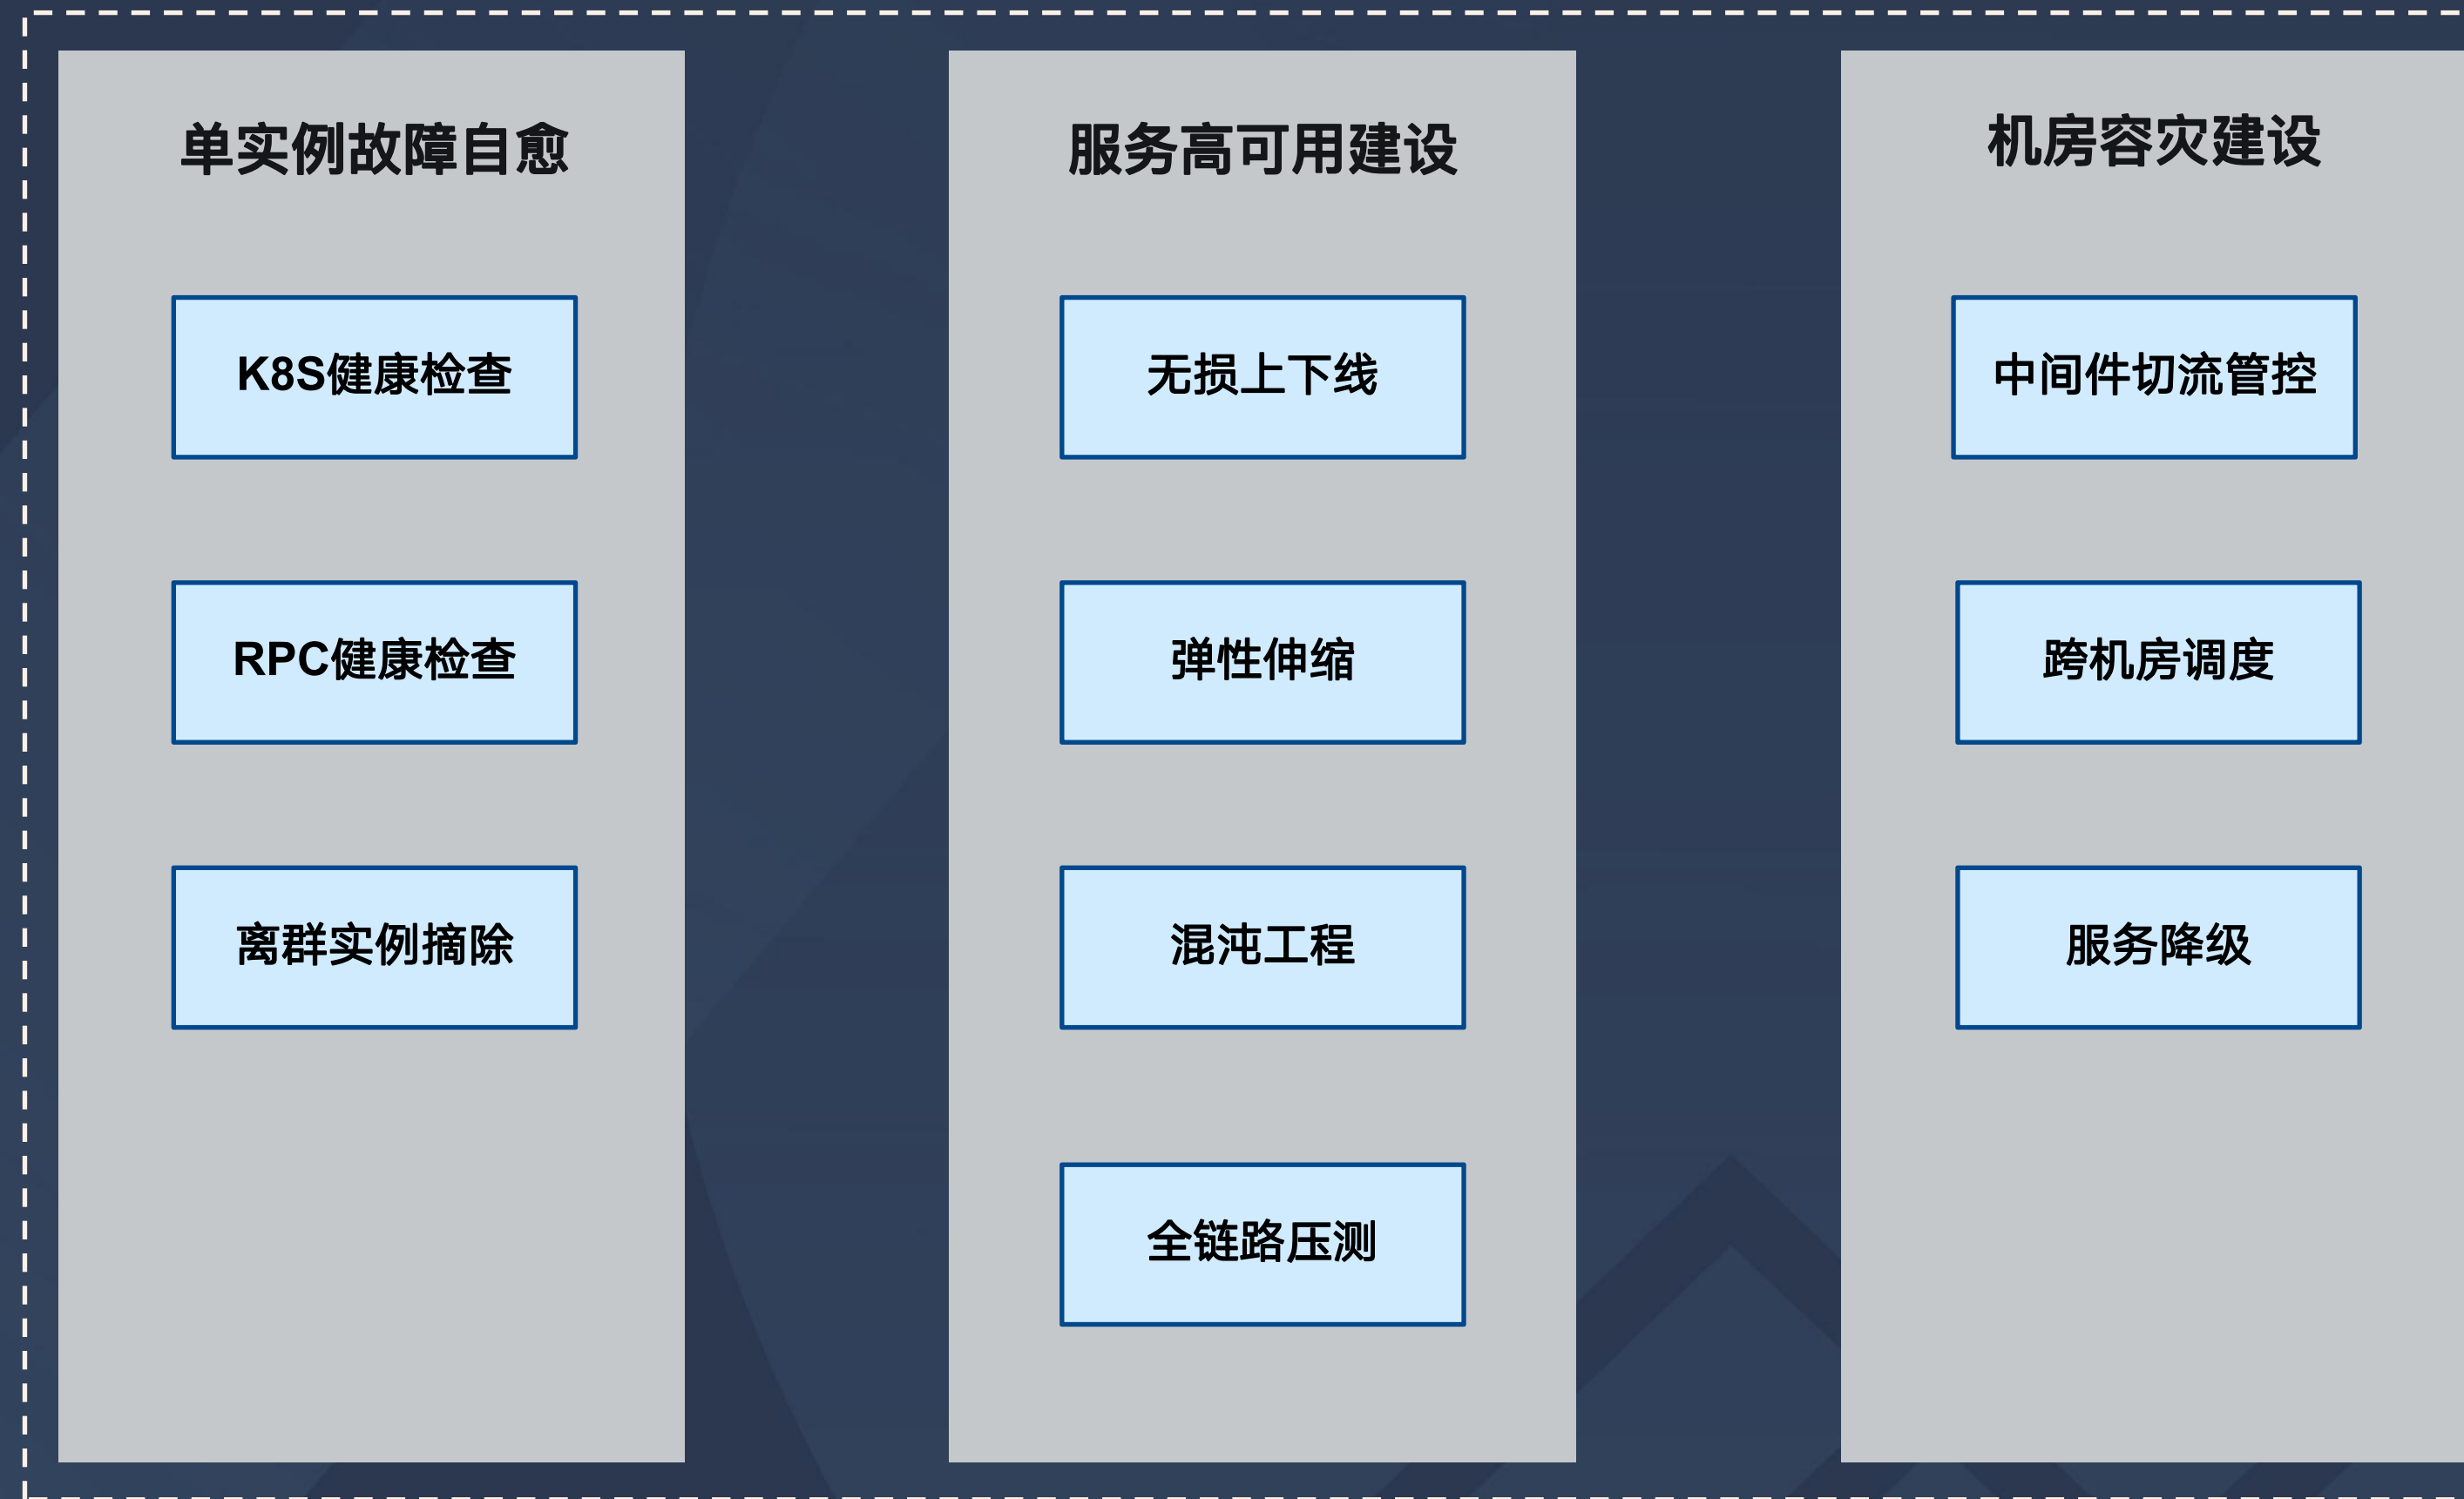 单实例故障自愈
K8S健康检查
RPC健康检查
离群实例摘除
服务高可用建设
无损上下线
弹性伸缩
混沌工程
全链路压测
机房容灾建设
中间件切流管控
跨机房调度
服务降级